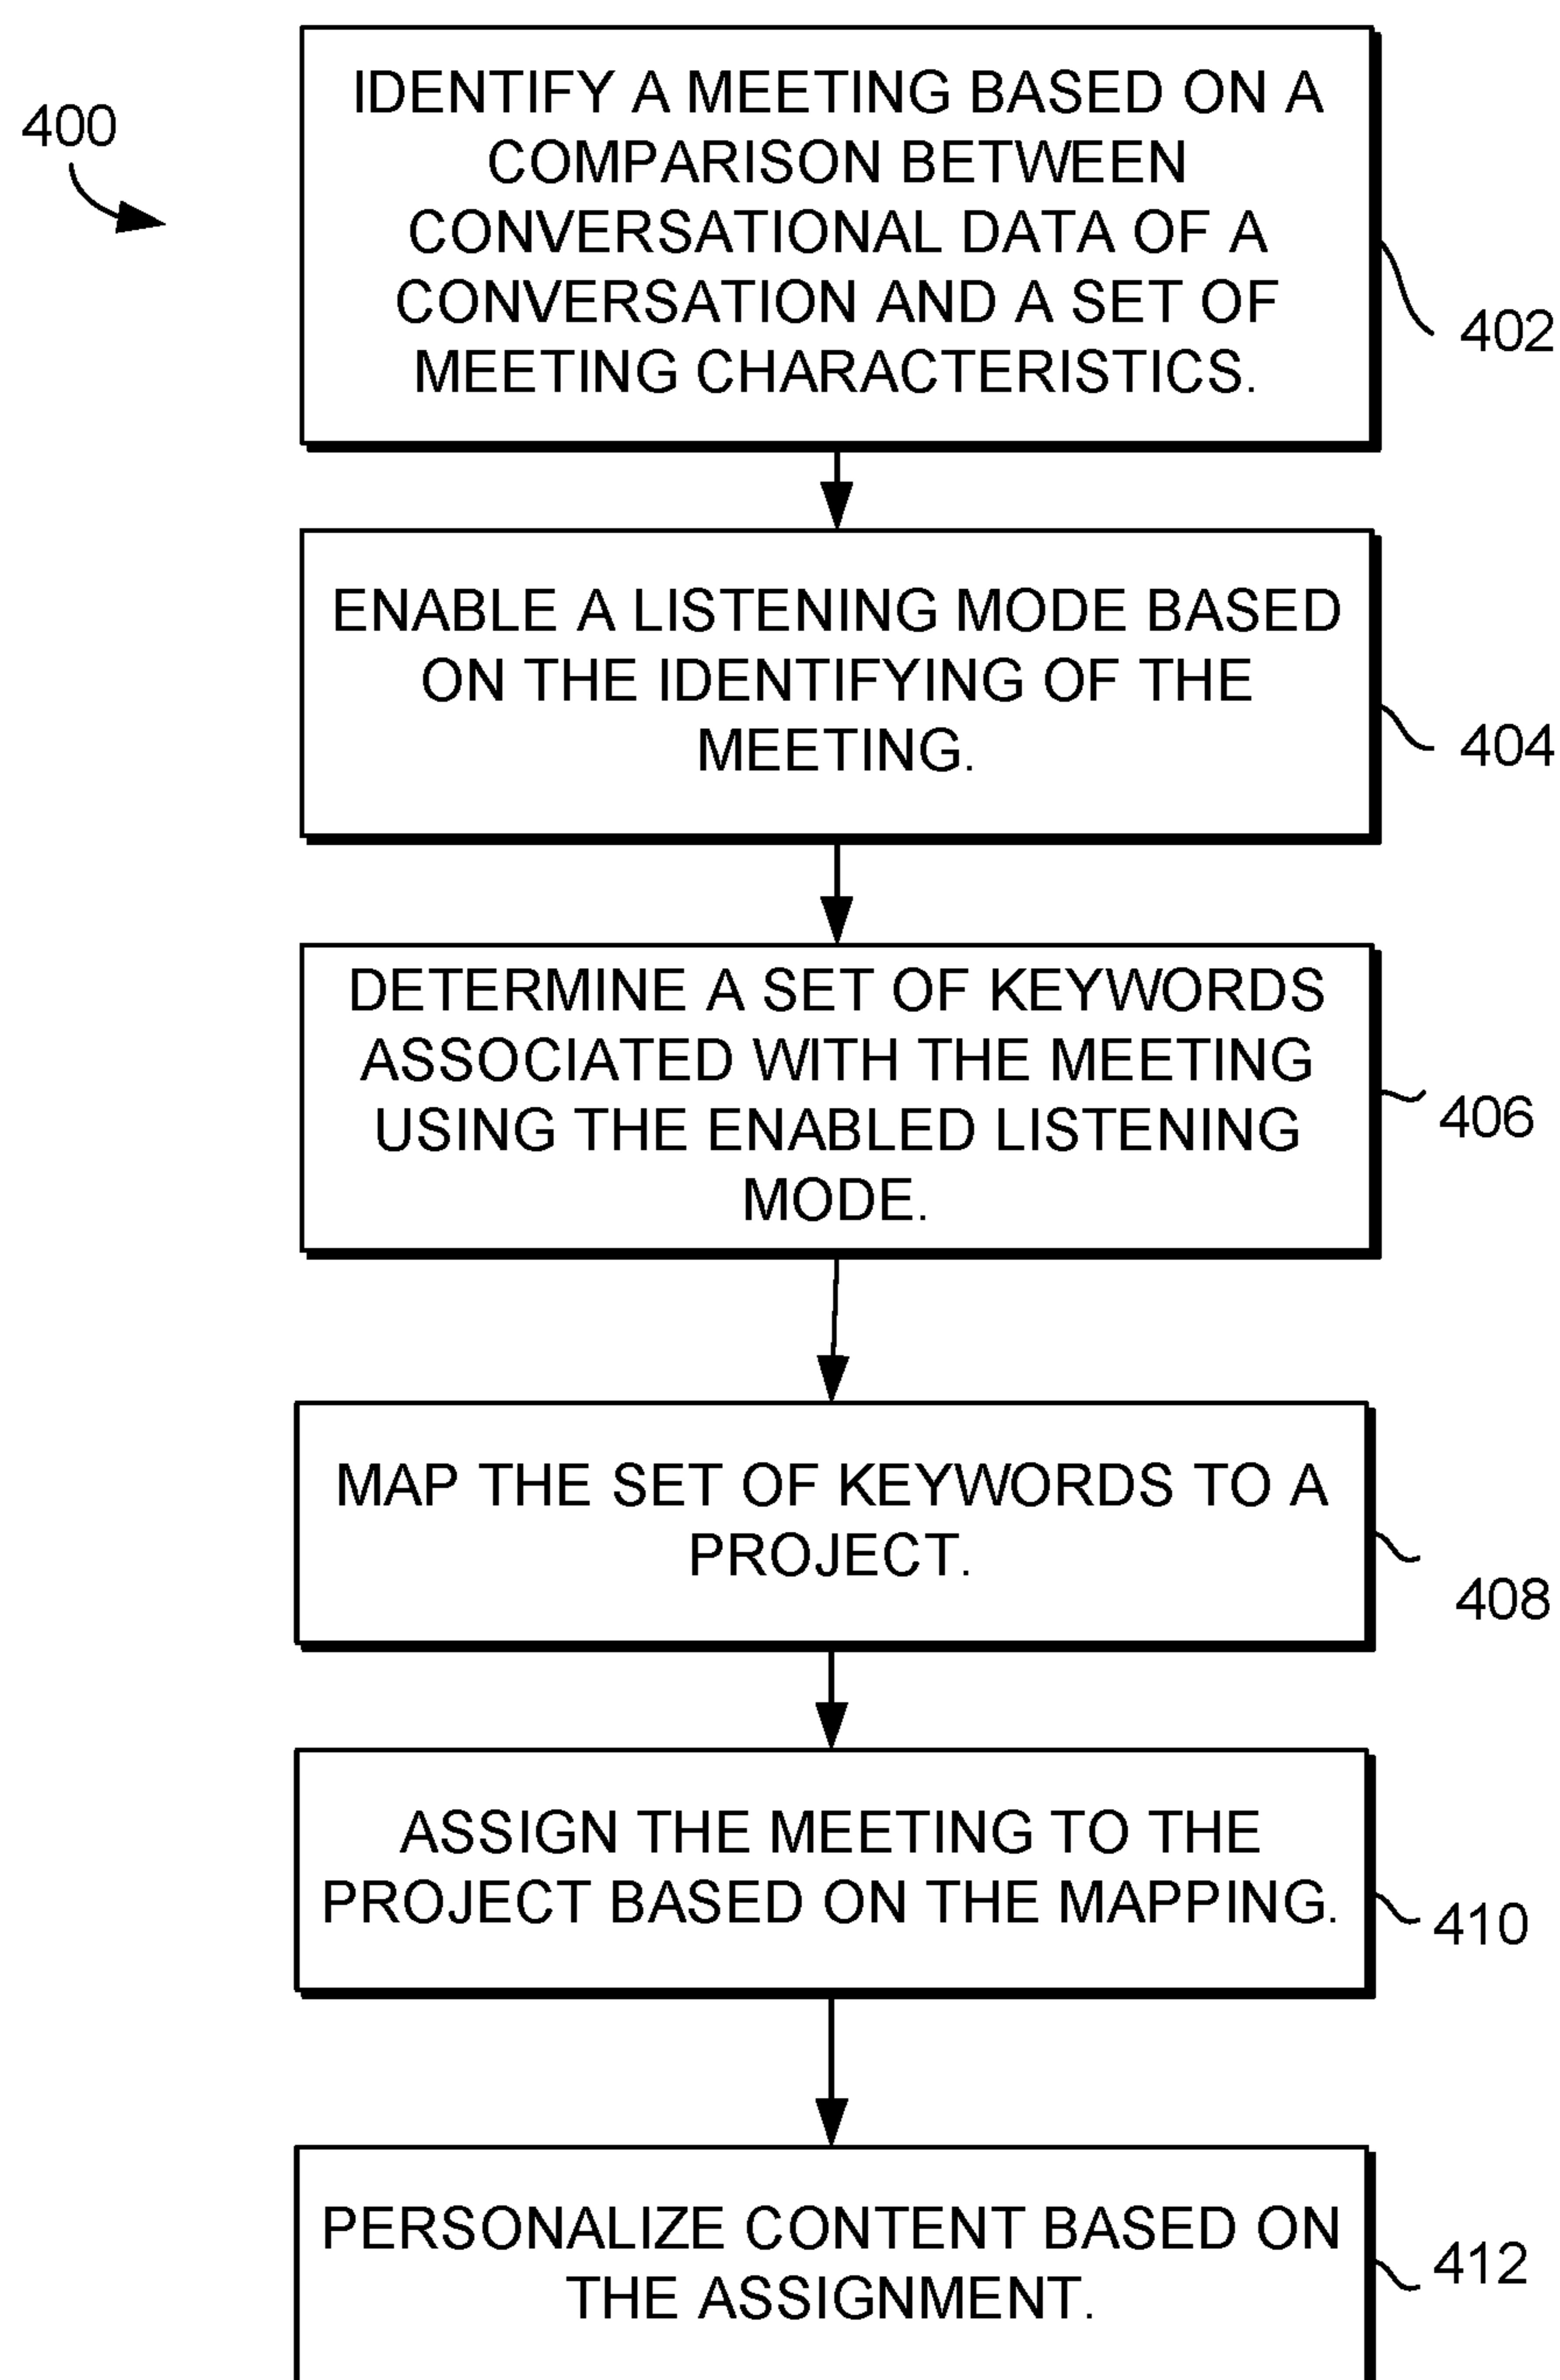 400
IDENTIFY A MEETING BASED ON A
COMPARISON BETWEEN
CONVERSATIONAL DATA OF A
CONVERSATION AND A SET OF
MEETING CHARACTERISTICS.
402
ENABLE A LISTENING MODE BASED
ON THE IDENTIFYING OF THE
MEETING.
404
DETERMINE A SET OF KEYWORDS
ASSOCIATED WITH THE MEETING
USING THE ENABLED LISTENING
MODE.
406
MAP THE SET OF KEYWORDS TO A
PROJECT.
408
ASSIGN THE MEETING TO THE
PROJECT BASED ON THE MAPPING.
410
PERSONALIZE CONTENT BASED ON
THE ASSIGNMENT.
412